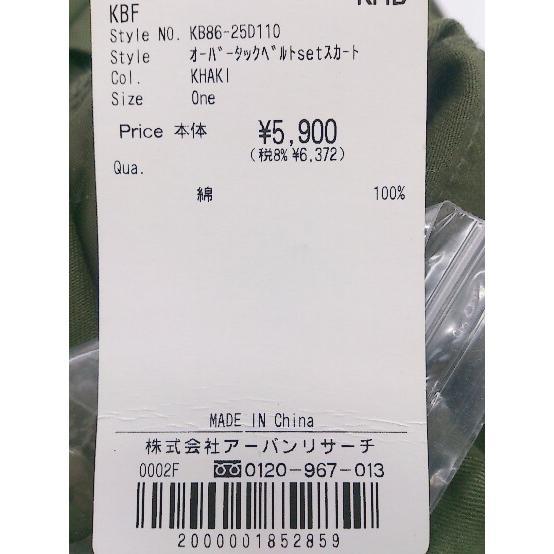 KBF
Style NO. KB86-25D110
Style ｵｰﾊﾞｰﾀｯｸﾍﾞﾙﾄsetｽｶｰﾄ
Col. KHAKI
Size One
Price 本体 ¥5,900
(税8% ¥6,372)
Qua.
綿 100%
MADE IN China
株式会社アーバンリサーチ
0002F 0120-967-013
2000001852859